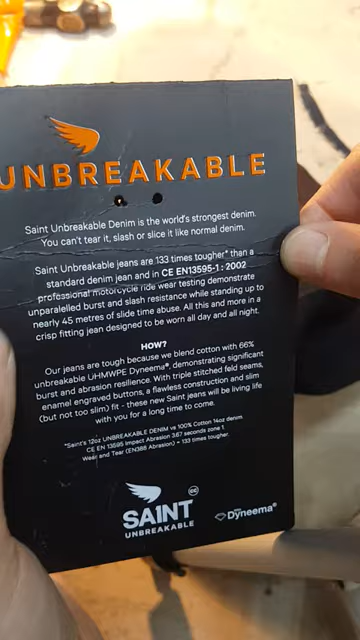 UNBREAKABLE
Saint Unbreakable Denim is the world's strongest denim.
You can't tear it, slash or slice it like normal denim.
Saint Unbreakable jeans are 133 times tougher* than a
standard denim jean and in CE EN13595-1 : 2002
professional motorcycle ride wear testing demonstrate
unparalelled burst and slash resistance while standing up to
nearly 45 metres of slide time abuse. All this and more in a
crisp fitting jean designed to be worn all day and all night.
HOW?
Our jeans are tough because we blend cotton with 66%
unbreakable UHMWPE Dyneema®, demonstrating significant
burst and abrasion resilience. With triple stitched feld seams,
enamel engraved buttons, a flawless construction and slim
(but not too slim) fit - these new Saint jeans will be living life
with you for a long time to come.
*Saint's 12oz UNBREAKABLE DENIM vs 100% Cotton 14oz denim
CE EN 13595 Impact Abrasion 3.67 seconds zone 1
Wear and Tear (EN388 Abrasion) = 133 times tougher.
SA1NT
UNBREAKABLE
Dyneema®